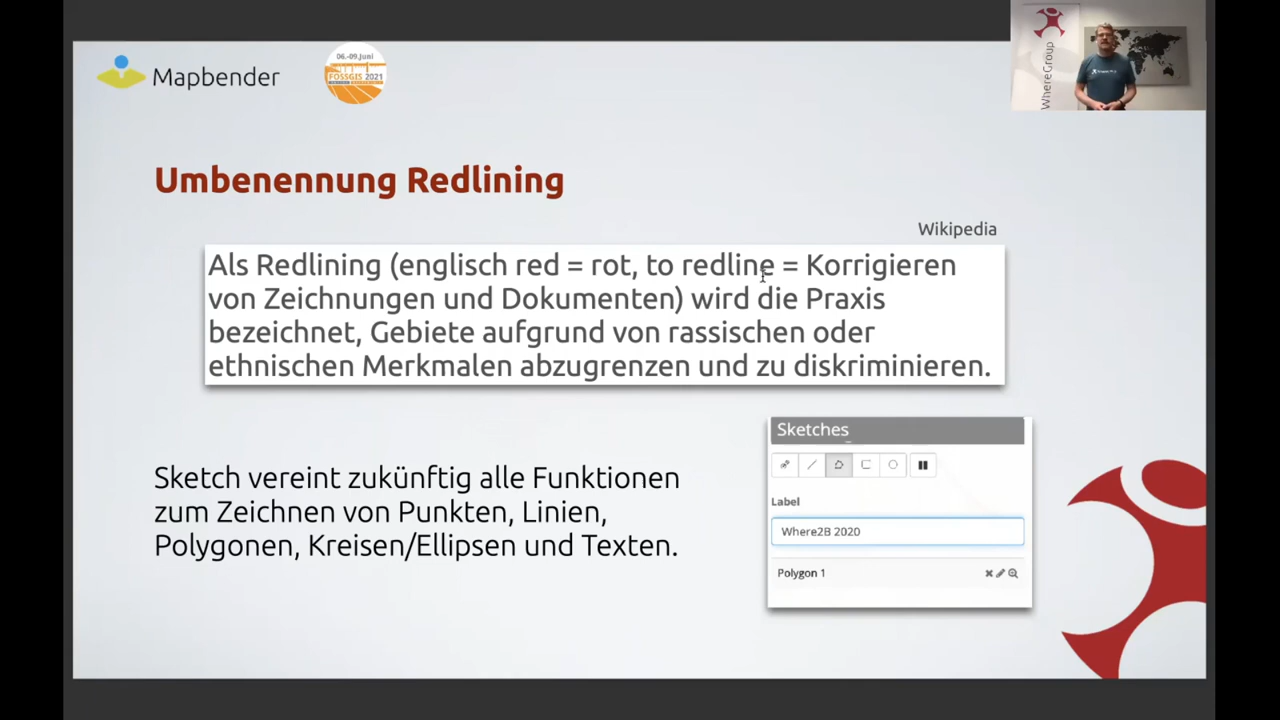 Mapbender
06.-09.Juni
FOSSGIS 2021
WhereGroup
Umbenennung Redlining
Wikipedia
Als Redlining (englisch red = rot, to redline = Korrigieren
von Zeichnungen und Dokumenten) wird die Praxis
bezeichnet, Gebiete aufgrund von rassischen oder
ethnischen Merkmalen abzugrenzen und zu diskriminieren.
Sketches
Label
Where2B 2020
Polygon 1
Sketch vereint zukünftig alle Funktionen
zum Zeichnen von Punkten, Linien,
Polygonen, Kreisen/Ellipsen und Texten.